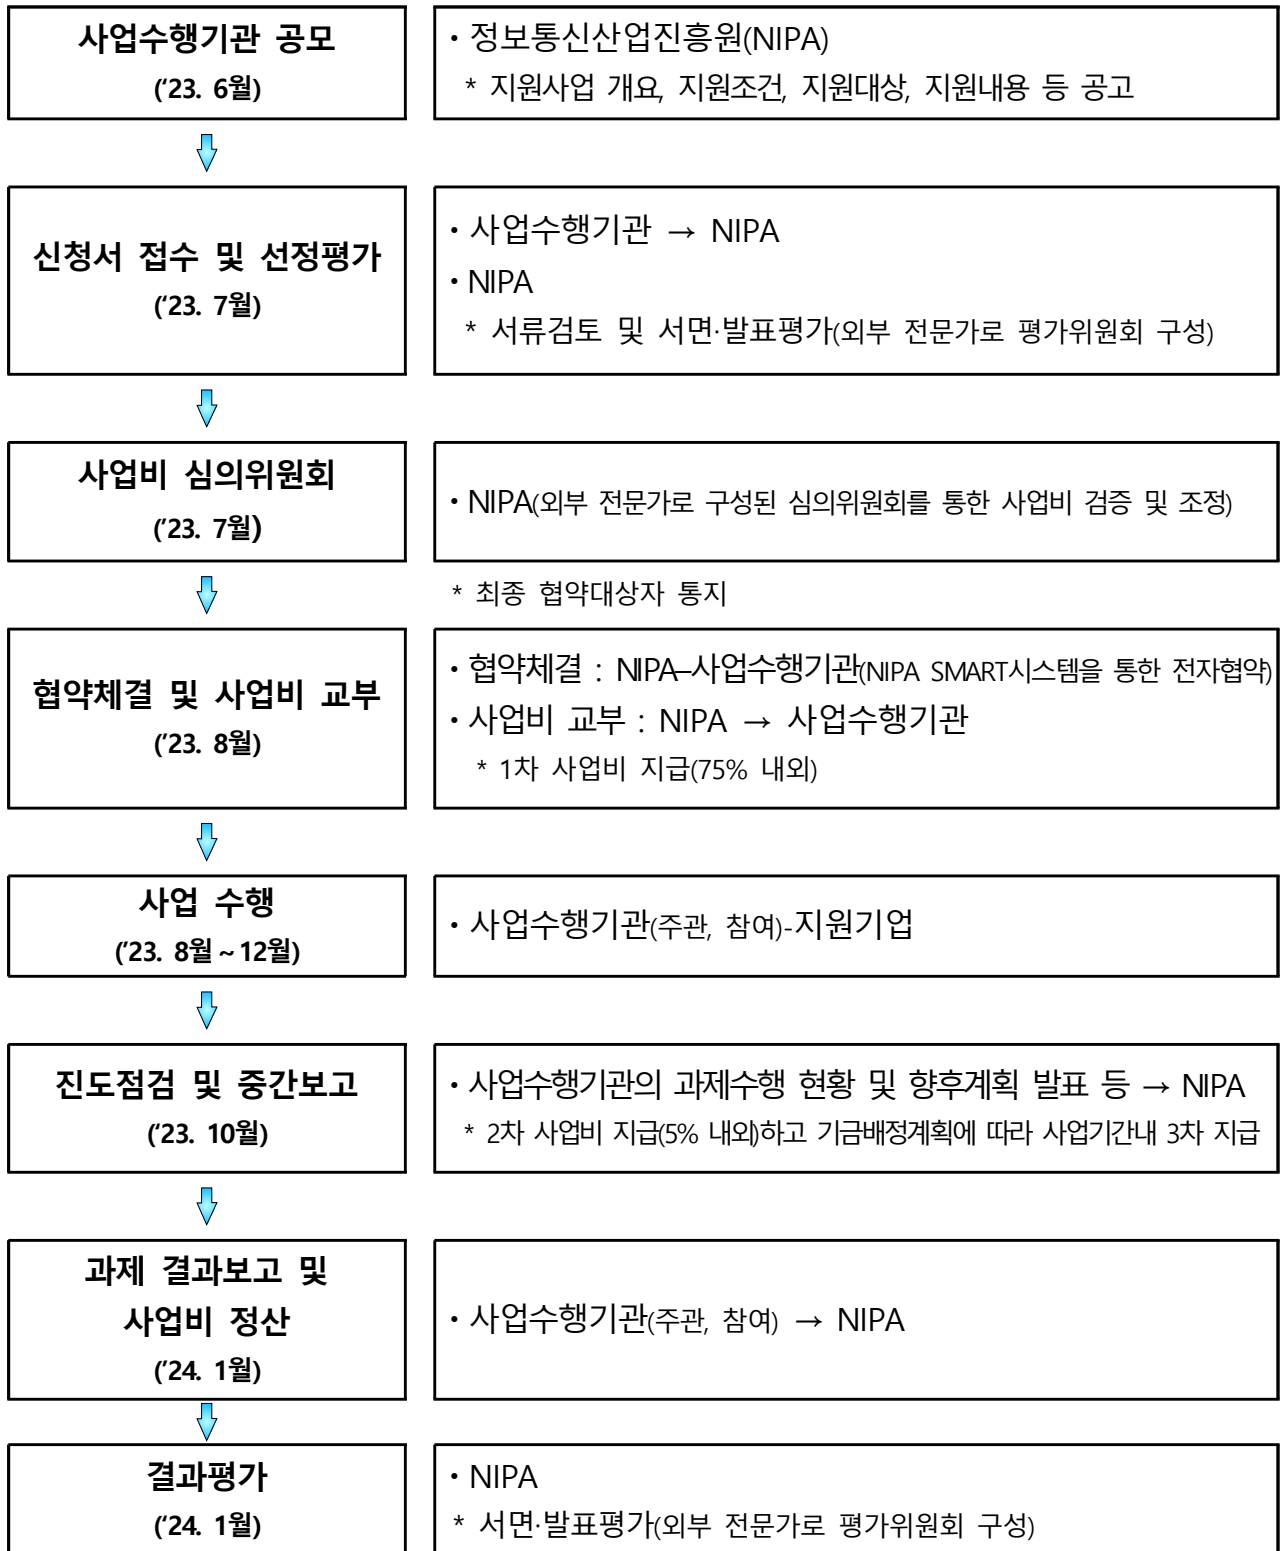 사업수행기관 공모
(‘23. 6월)
・정보통신산업진흥원(NIPA)
* 지원사업 개요, 지원조건, 지원대상, 지원내용 등 공고
신청서 접수 및 선정평가
(‘23. 7월)
・사업수행기관 → NIPA
・NIPA
* 서류검토 및 서면·발표평가(외부 전문가로 평가위원회 구성)
사업비 심의위원회
(‘23. 7월)
・NIPA(외부 전문가로 구성된 심의위원회를 통한 사업비 검증 및 조정)
* 최종 협약대상자 통지
협약체결 및 사업비 교부
(‘23. 8월)
・협약체결 : NIPA–사업수행기관(NIPA SMART시스템을 통한 전자협약)
・사업비 교부 : NIPA → 사업수행기관
* 1차 사업비 지급(75% 내외)
사업 수행
(‘23. 8월~12월)
・사업수행기관(주관, 참여)-지원기업
진도점검 및 중간보고
(‘23. 10월)
・사업수행기관의 과제수행 현황 및 향후계획 발표 등 → NIPA
* 2차 사업비 지급(5% 내외)하고 기금배정계획에 따라 사업기간내 3차 지급
과제 결과보고 및
사업비 정산
(‘24. 1월)
・사업수행기관(주관, 참여) → NIPA
결과평가
(‘24. 1월)
・NIPA
* 서면·발표평가(외부 전문가로 평가위원회 구성)